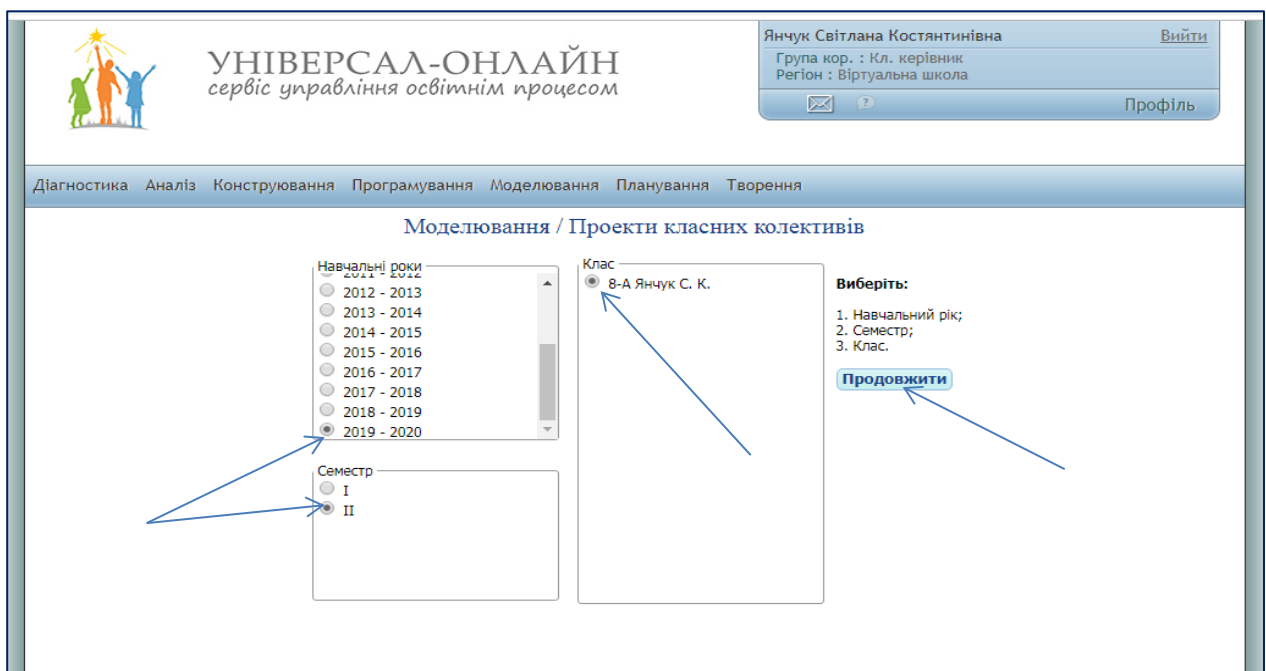 УНІВЕРСАЛ-ОНЛАЙН
сервіс управління освітнім процесом
Янчук Світлана Костянтинівна Вийти
Група кор. : Кл. керівник
Регіон : Віртуальна школа
Профіль
Діагностика Аналіз Конструювання Програмування Моделювання Планування Творення
Моделювання / Проекти класних колективів
Навчальні роки
2011 - 2012
2012 - 2013
2013 - 2014
2014 - 2015
2015 - 2016
2016 - 2017
2017 - 2018
2018 - 2019
2019 - 2020
Семестр
I
II
Клас
8-А Янчук С. К.
Виберіть:
1. Навчальний рік;
2. Семестр;
3. Клас.
Продовжити